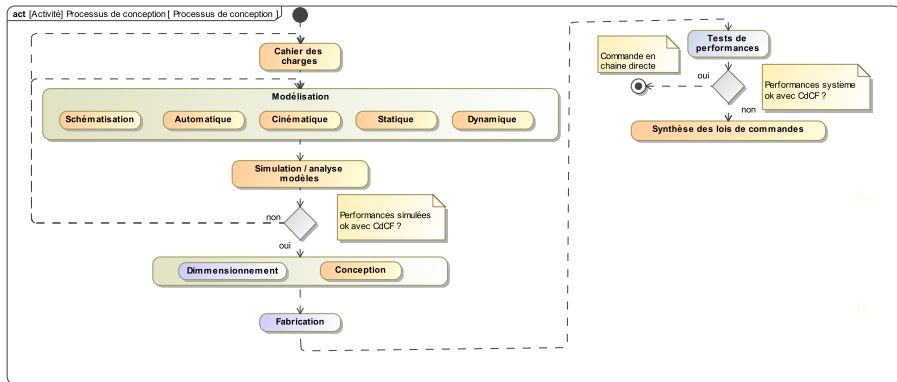 act [Activité] Processus de conception [ Processus de conception ]
Cahier des
charges
Modélisation
Schématisation
Automatique
Cinématique
Statique
Dynamique
Simulation / analyse
modèles
non
Performances simulées
ok avec CdCF ?
oui
Dimmensionnement
Conception
Fabrication
Tests de
performances
Commande en
chaine directe
oui
Performances système
ok avec CdCF ?
non
Synthèse des lois de commandes